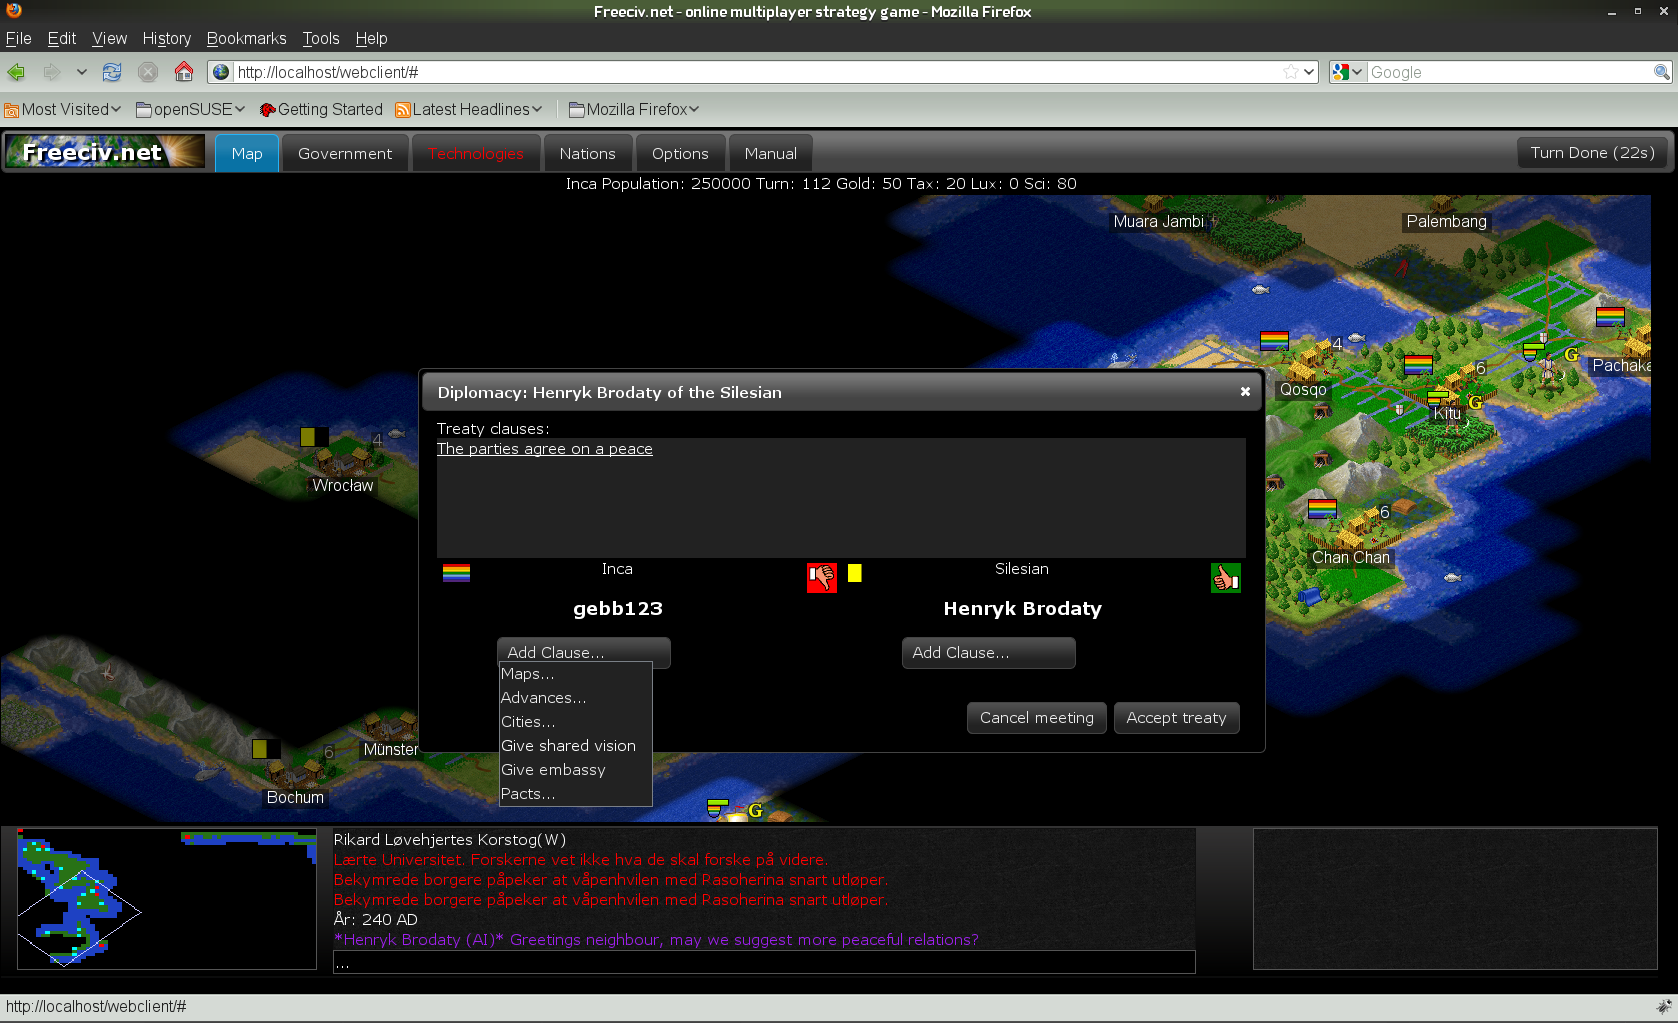 Freeciv.net - online multiplayer strategy game - Mozilla Firefox
File Edit View History Bookmarks Tools Help
http://localhost/webclient/#
Google
Most Visited openSUSE Getting Started Latest Headlines Mozilla Firefox
Freeciv.net Map Government Technologies Nations Options Manual Turn Done (22s)
Inca Population: 250000 Turn: 112 Gold: 50 Tax: 20 Lux: 0 Sci: 80
Muara Jambi
Palembang
4
6
G
Pachaka
Qosqo
G
Kitu
4
Wrocław
6
Chan Chan
Diplomacy: Henryk Brodaty of the Silesian
Treaty clauses:
The parties agree on a peace
Inca
Silesian
gebb123
Henryk Brodaty
Add Clause...
Add Clause...
Maps...
Advances...
Cities...
Give shared vision
Give embassy
Pacts...
Cancel meeting
Accept treaty
6
Münster
Bochum
G
Rikard Løvehjertes Korstog(W)
Lærte Universitet. Forskerne vet ikke hva de skal forske på videre.
Bekymrede borgere påpeker at våpenhvilen med Rasoherina snart utløper.
Bekymrede borgere påpeker at våpenhvilen med Rasoherina snart utløper.
År: 240 AD
*Henryk Brodaty (AI)* Greetings neighbour, may we suggest more peaceful relations?
...
http://localhost/webclient/#